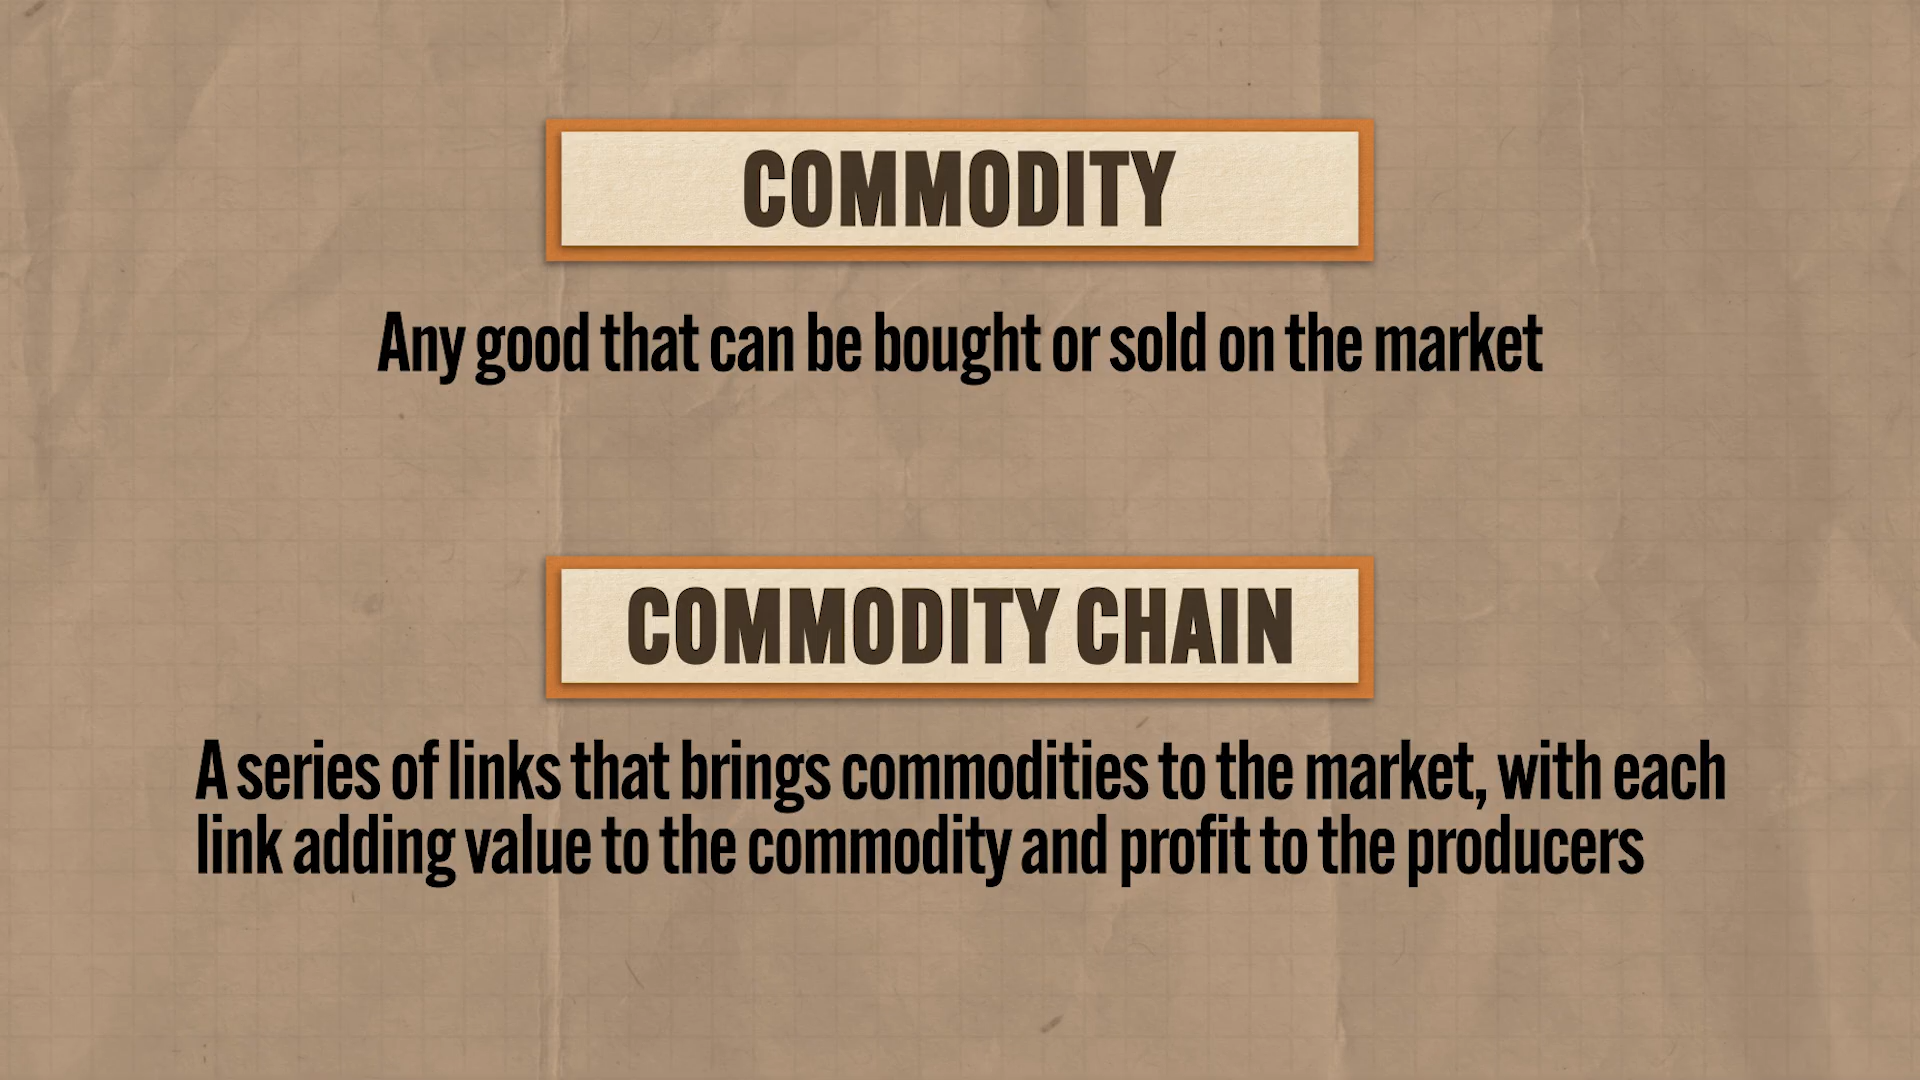 COMMODITY
Any good that can be bought or sold on the market
COMMODITY CHAIN
A series of links that brings commodities to the market, with each
link adding value to the commodity and profit to the producers